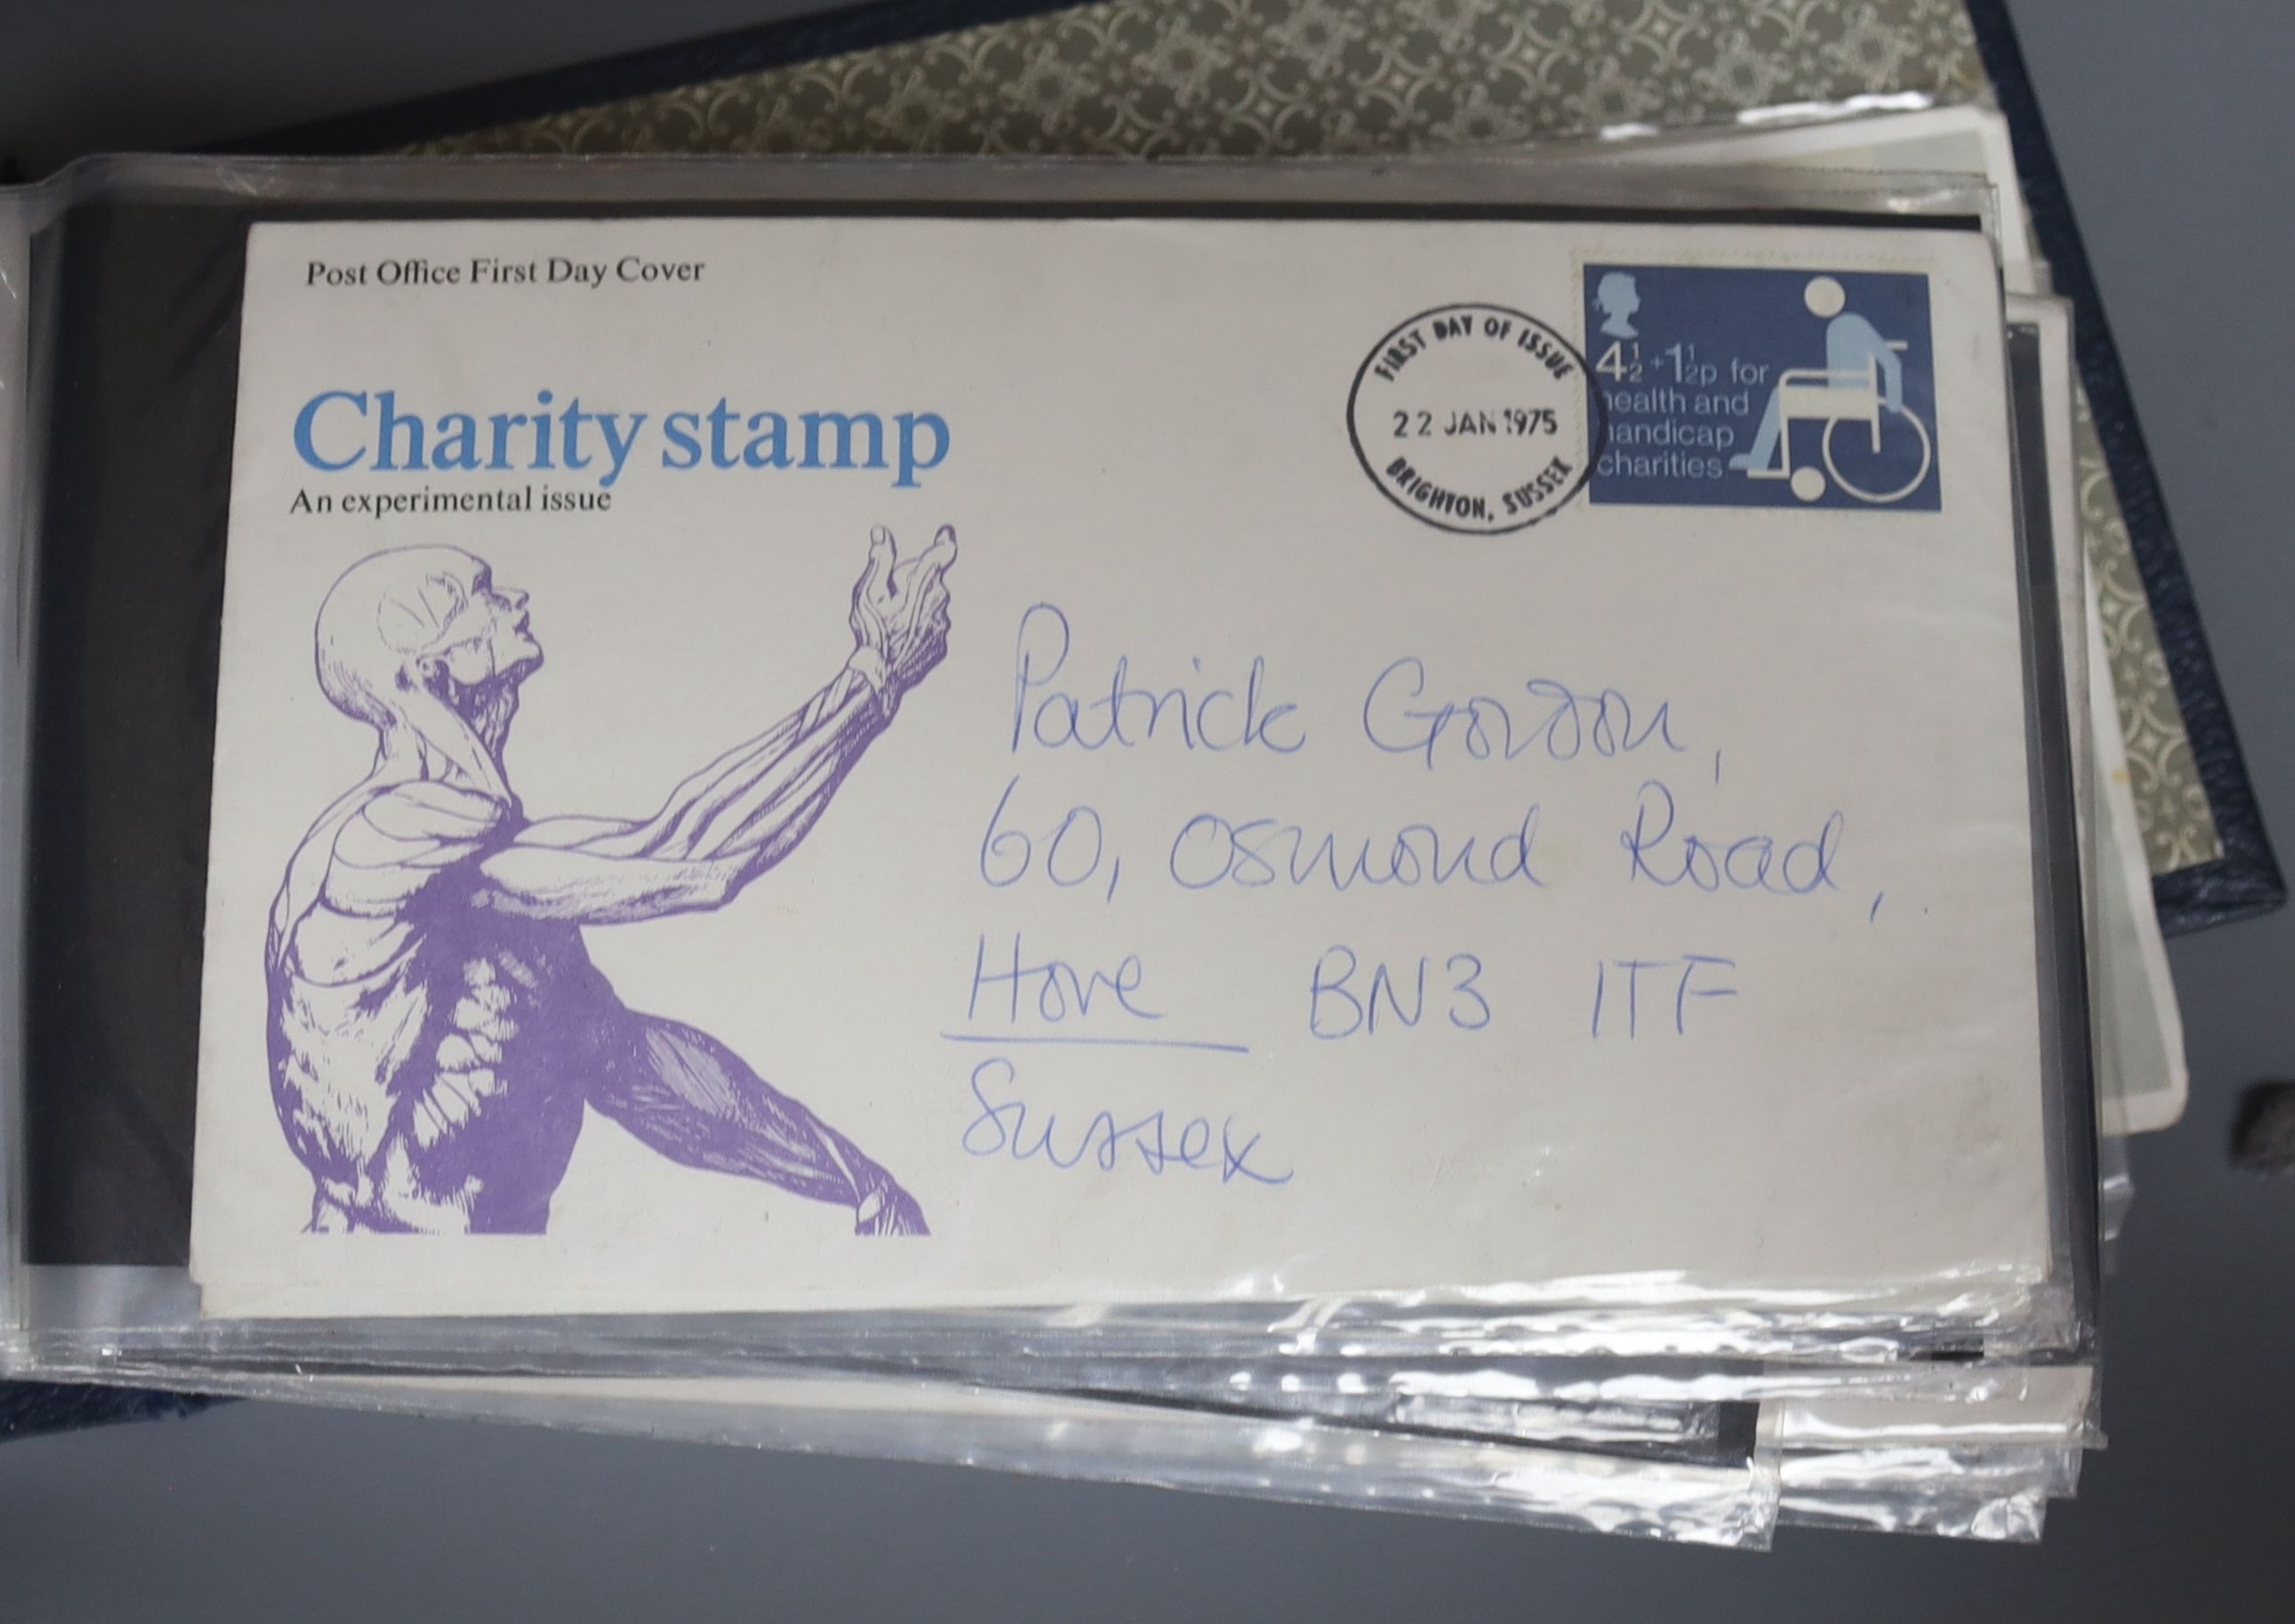 Post Office First Day Cover
Charity stamp
An experimental issue
FIRST DAY OF ISSUE
22 JAN 1975
BRIGHTON, SUSSEX
4½+1½p for
health and
handicap
charities
Patrick Gordon,
60, Osmond Road,
Hove BN3 1TF
Sussex